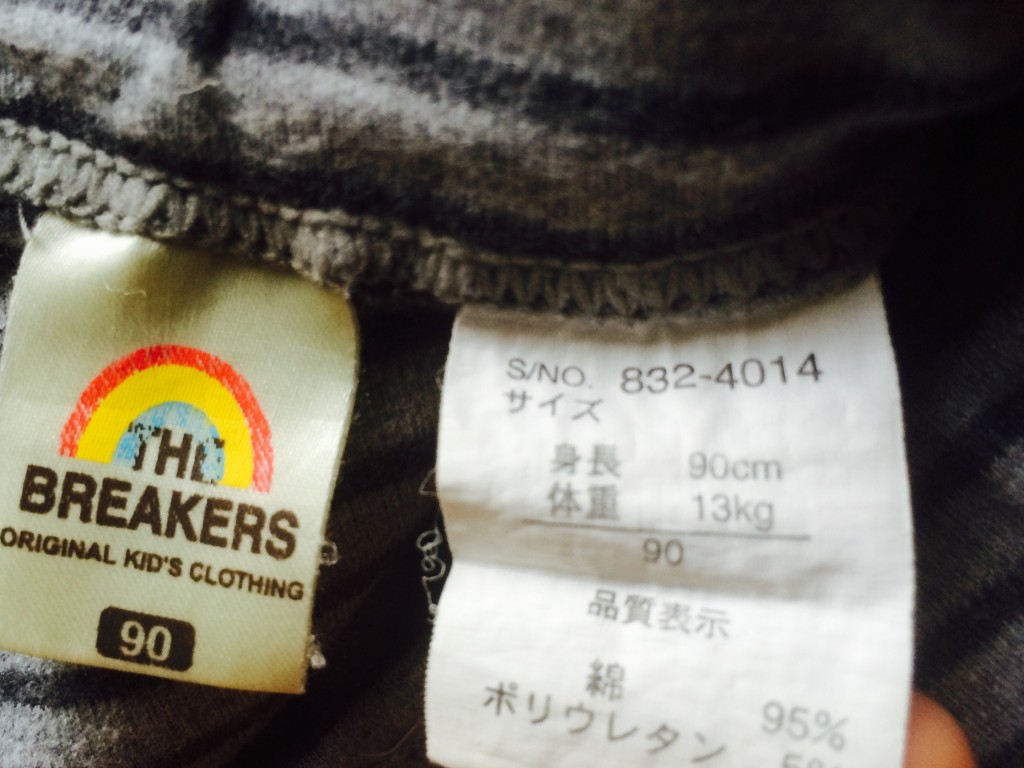 THE
BREAKERS
ORIGINAL KID'S CLOTHING
90
S/NO. 832-4014
サイズ
身長 90cm
体重 13kg
90
品質表示
綿 95%
ポリウレタン 5%